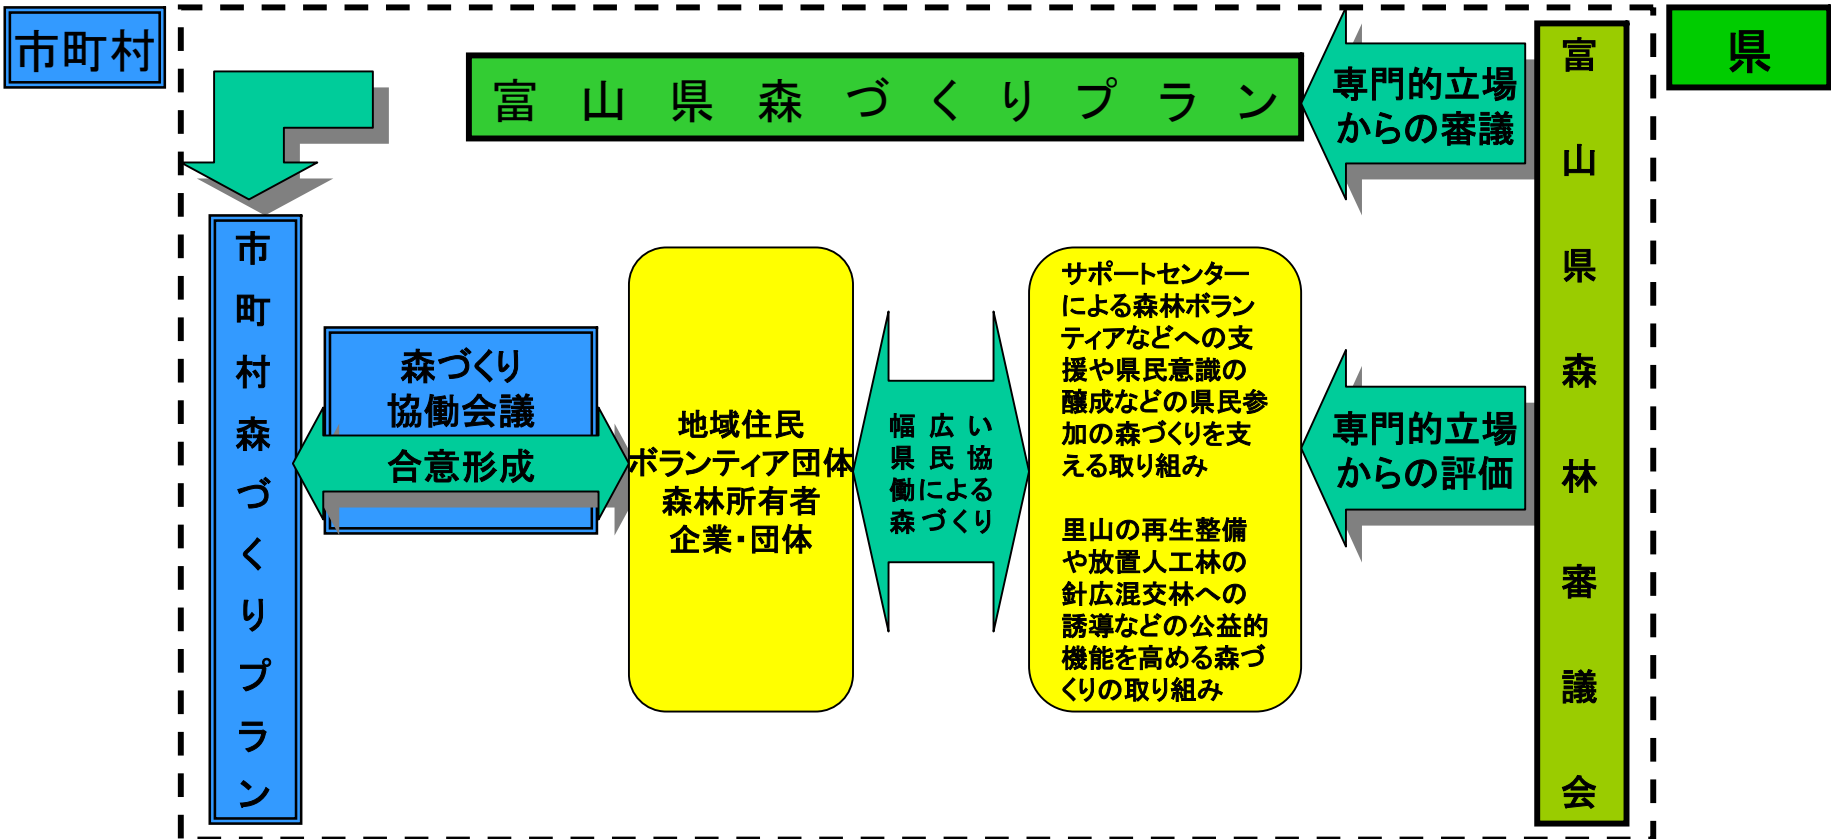 市町村
県
富山県森づくりプラン
専門的立場
からの審議
富山県森林審議会
市町村森づくりプラン
森づくり
協働会議
合意形成
地域住民
ボランティア団体
森林所有者
企業・団体
幅広い
県民協
働による
森づくり
サポートセンター
による森林ボラン
ティアなどへの支
援や県民意識の
醸成などの県民参
加の森づくりを支
える取り組み
里山の再生整備
や放置人工林の
針広混交林への
誘導などの公益的
機能を高める森づ
くりの取り組み
専門的立場
からの評価